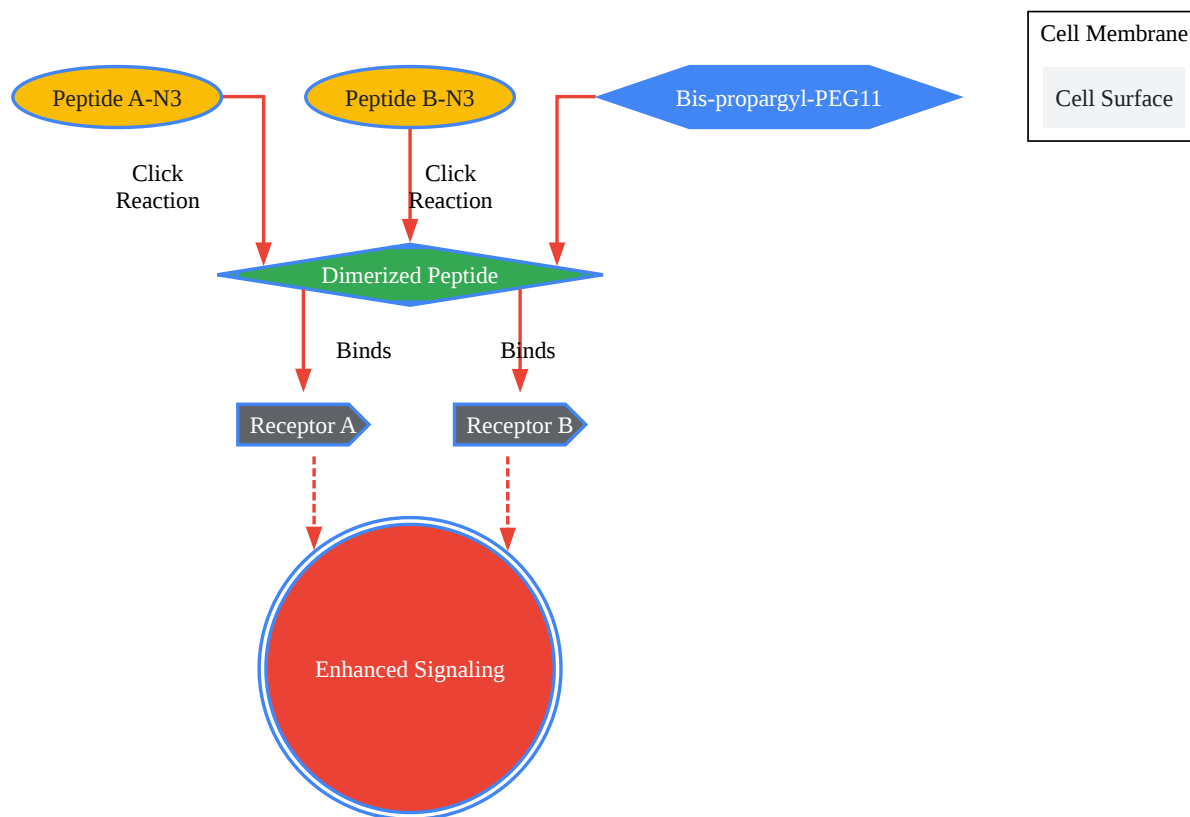 Cell Membrane
Cell Surface
Peptide A-N3
Peptide B-N3
Bis-propargyl-PEG11
Click
Reaction
Click
Reaction
Dimerized Peptide
Binds
Binds
Receptor A
Receptor B
Enhanced Signaling